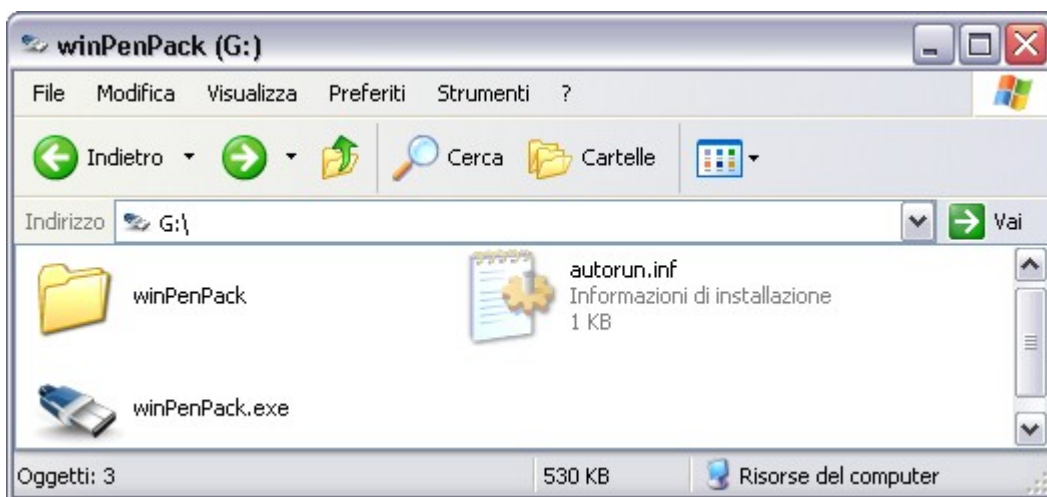 winPenPack (G:)
File Modifica Visualizza Preferiti Strumenti ?
Indietro Cerca Cartelle
Indirizzo G:\ Vai
winPenPack
autorun.inf
Informazioni di installazione
1 KB
winPenPack.exe
Oggetti: 3 530 KB Risorse del computer